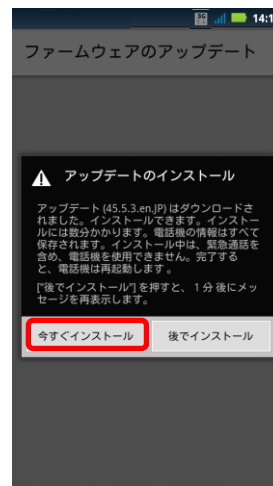 3G
14:1
ファームウェアのアップデート
アップデートのインストール
アップデート (45.5.3.en.JP) はダウンロードさ
れました。インストールできます。インストー
ルには数分かかります。電話機の情報はすべて
保存されます。インストール中は、緊急通話を
含め、電話機を使用できません。完了する
と、電話機は再起動します 。
["後でインストール"] を押すと、 1 分 後にメッ
セージを再表示します。
今すぐインストール
後でインストール